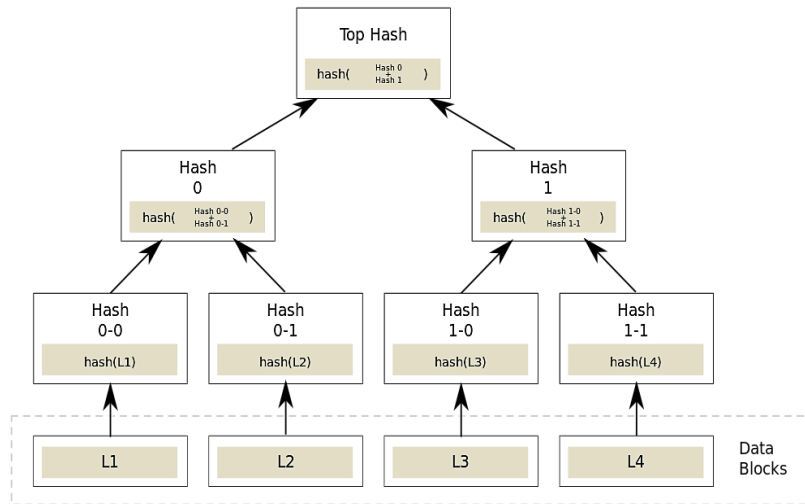 Top Hash
hash( Hash 0 + Hash 1 )
Hash
0
hash( Hash 0-0 + Hash 0-1 )
Hash
1
hash( Hash 1-0 + Hash 1-1 )
Hash
0-0
hash(L1)
Hash
0-1
hash(L2)
Hash
1-0
hash(L3)
Hash
1-1
hash(L4)
L1
L2
L3
L4
Data
Blocks